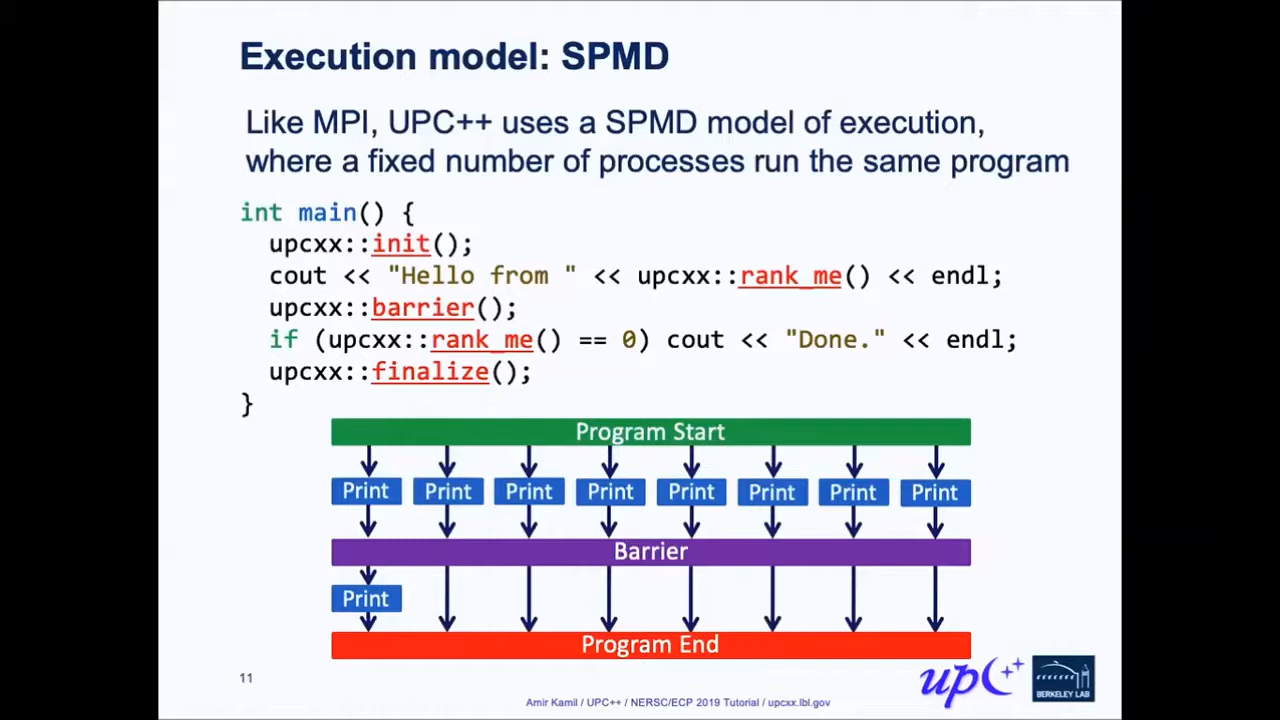 Execution model: SPMD
Like MPI, UPC++ uses a SPMD model of execution,
where a fixed number of processes run the same program
int main() {
upcxx::init();
cout << "Hello from " << upcxx::rank_me() << endl;
upcxx::barrier();
if (upcxx::rank_me() == 0) cout << "Done." << endl;
upcxx::finalize();
}
Program Start
Print Print Print Print Print Print Print Print
Barrier
Print
Program End
11
Amir Kamil / UPC++ / NERSC/ECP 2019 Tutorial / upcxx.lbl.gov
upc++
BERKELEY LAB